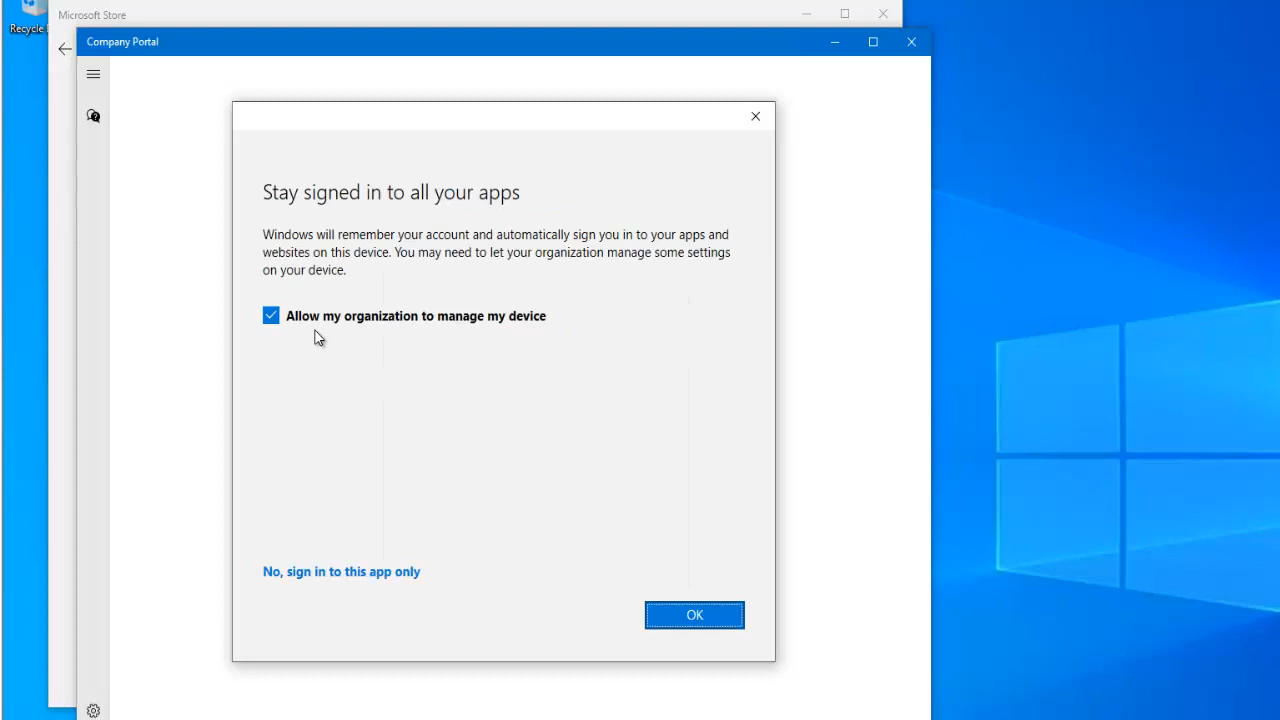 Microsoft Store
Recycle
Company Portal
Stay signed in to all your apps
Windows will remember your account and automatically sign you in to your apps and
websites on this device. You may need to let your organization manage some settings
on your device.
Allow my organization to manage my device
No, sign in to this app only
OK